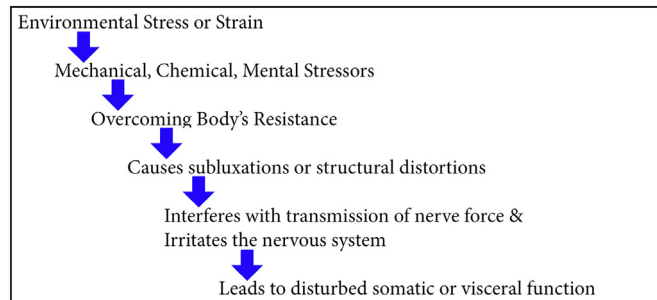 Environmental Stress or Strain
Mechanical, Chemical, Mental Stressors
Overcoming Body's Resistance
Causes subluxations or structural distortions
Interferes with transmission of nerve force &
Irritates the nervous system
Leads to disturbed somatic or visceral function